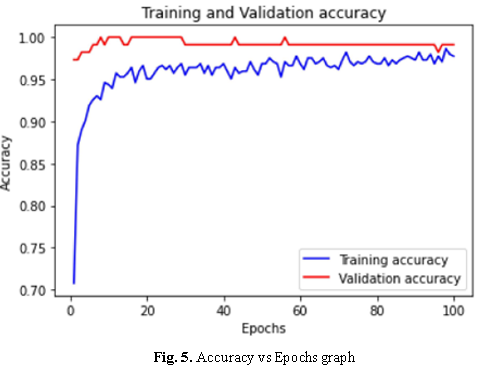 Training and Validation accuracy
1.00
0.95
0.90
0.85
0.80
0.75
0.70
Accuracy
0 20 40 60 80 100
Epochs
Training accuracy
Validation accuracy
Fig. 5. Accuracy vs Epochs graph